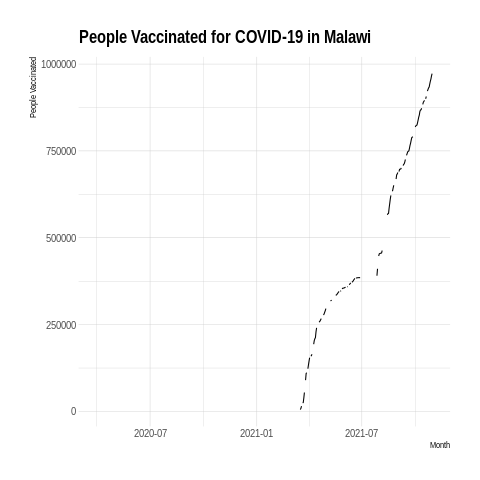 People Vaccinated for COVID-19 in Malawi
People Vaccinated
1000000
750000
500000
250000
0
2020-07 2021-01 2021-07
Month